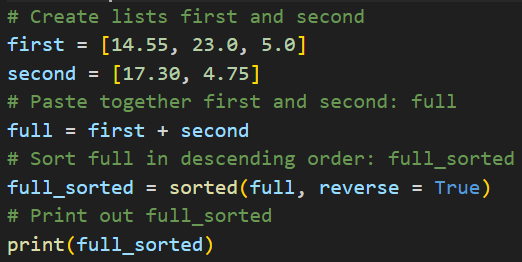 # Create lists first and second
first = [14.55, 23.0, 5.0]
second = [17.30, 4.75]
# Paste together first and second: full
full = first + second
# Sort full in descending order: full_sorted
full_sorted = sorted(full, reverse = True)
# Print out full_sorted
print(full_sorted)